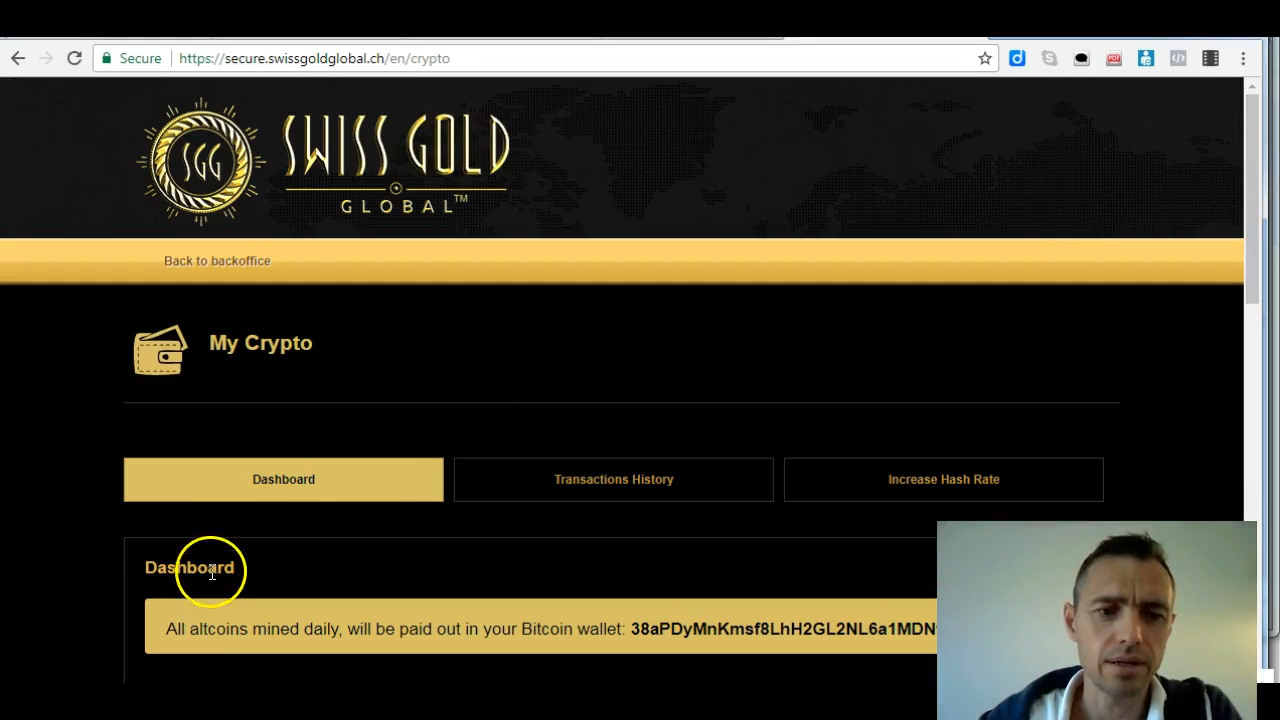 Secure
https://secure.swissgoldglobal.ch/en/crypto
PDF
SGG
SWISS GOLD
GLOBAL™
Back to backoffice
My Crypto
Dashboard
Transactions History
Increase Hash Rate
Dashboard
All altcoins mined daily, will be paid out in your Bitcoin wallet: 38aPDyMnKmsf8LhH2GL2NL6a1MDN